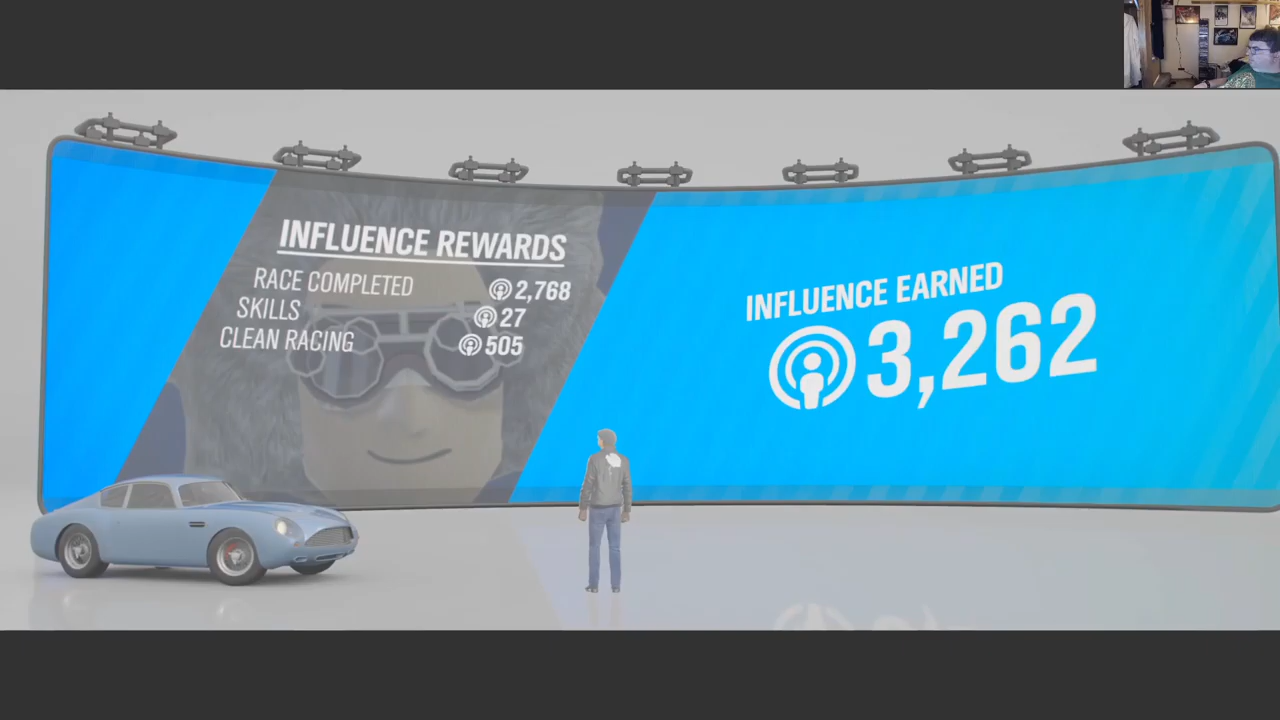 INFLUENCE REWARDS
RACE COMPLETED 2,768
SKILLS 27
CLEAN RACING 505
INFLUENCE EARNED
3,262